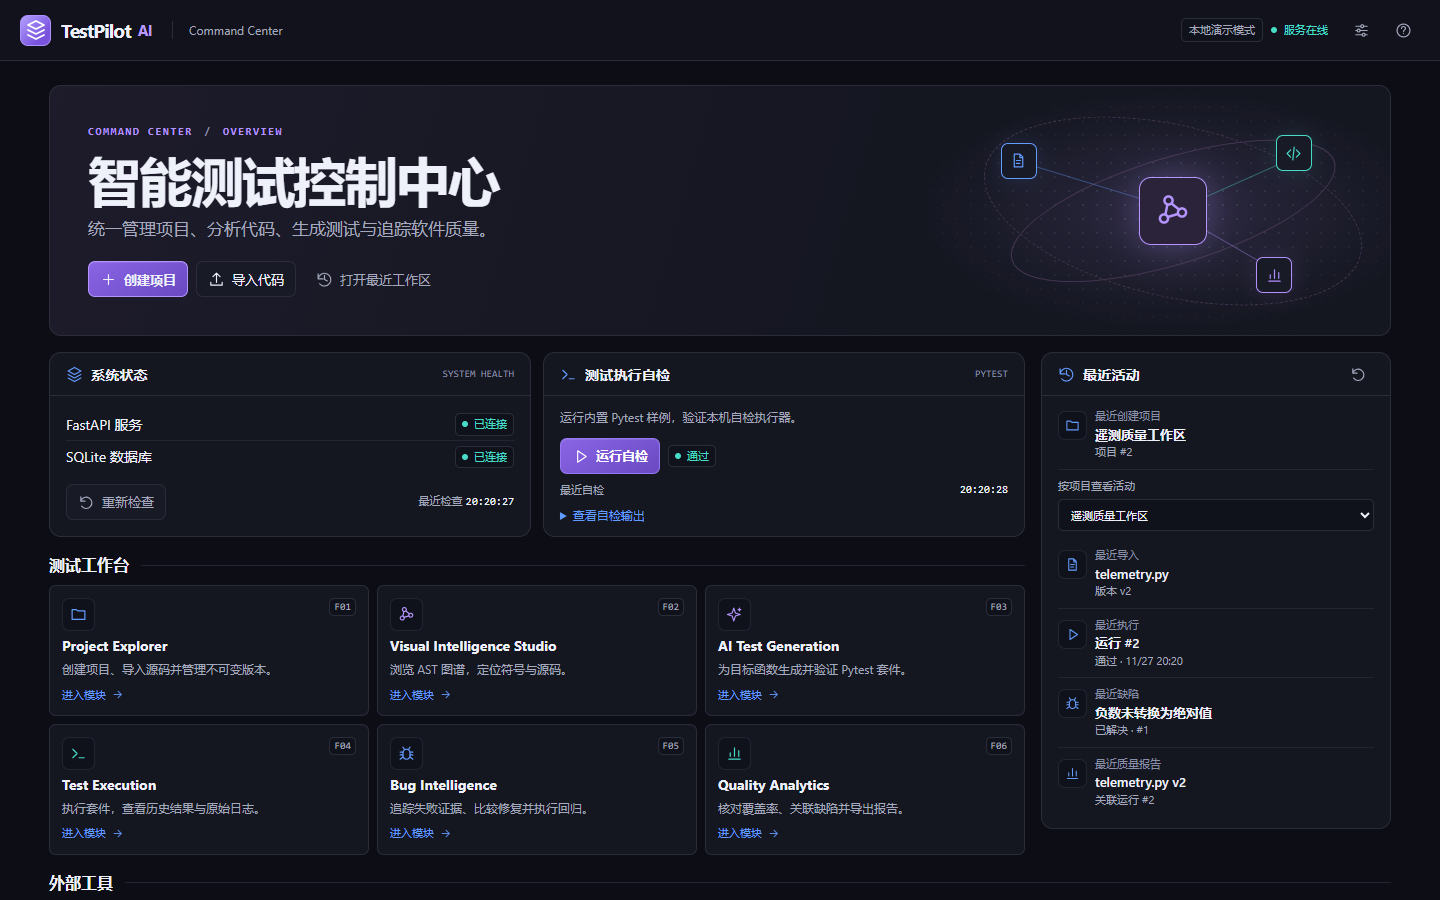 TestPilot AI
Command Center
本地演示模式
服务在线
COMMAND CENTER / OVERVIEW
智能测试控制中心
统一管理项目、分析代码、生成测试与追踪软件质量。
创建项目
导入代码
打开最近工作区
系统状态
SYSTEM HEALTH
FastAPI 服务
已连接
SQLite 数据库
已连接
重新检查
最近检查 20:20:27
测试执行自检
PYTEST
运行内置 Pytest 样例，验证本机自检执行器。
运行自检
通过
最近自检
20:20:28
查看自检输出
测试工作台
F01
Project Explorer
创建项目、导入源码并管理不可变版本。
进入模块
F02
Visual Intelligence Studio
浏览 AST 图谱，定位符号与源码。
进入模块
F03
AI Test Generation
为目标函数生成并验证 Pytest 套件。
进入模块
F04
Test Execution
执行套件，查看历史结果与原始日志。
进入模块
F05
Bug Intelligence
追踪失败证据、比较修复并执行回归。
进入模块
F06
Quality Analytics
核对覆盖率、关联缺陷并导出报告。
进入模块
外部工具
最近活动
最近创建项目
遥测质量工作区
项目 #2
按项目查看活动
遥测质量工作区
最近导入
telemetry.py
版本 v2
最近执行
运行 #2
通过 · 11/27 20:20
最近缺陷
负数未转换为绝对值
已解决 · #1
最近质量报告
telemetry.py v2
关联运行 #2